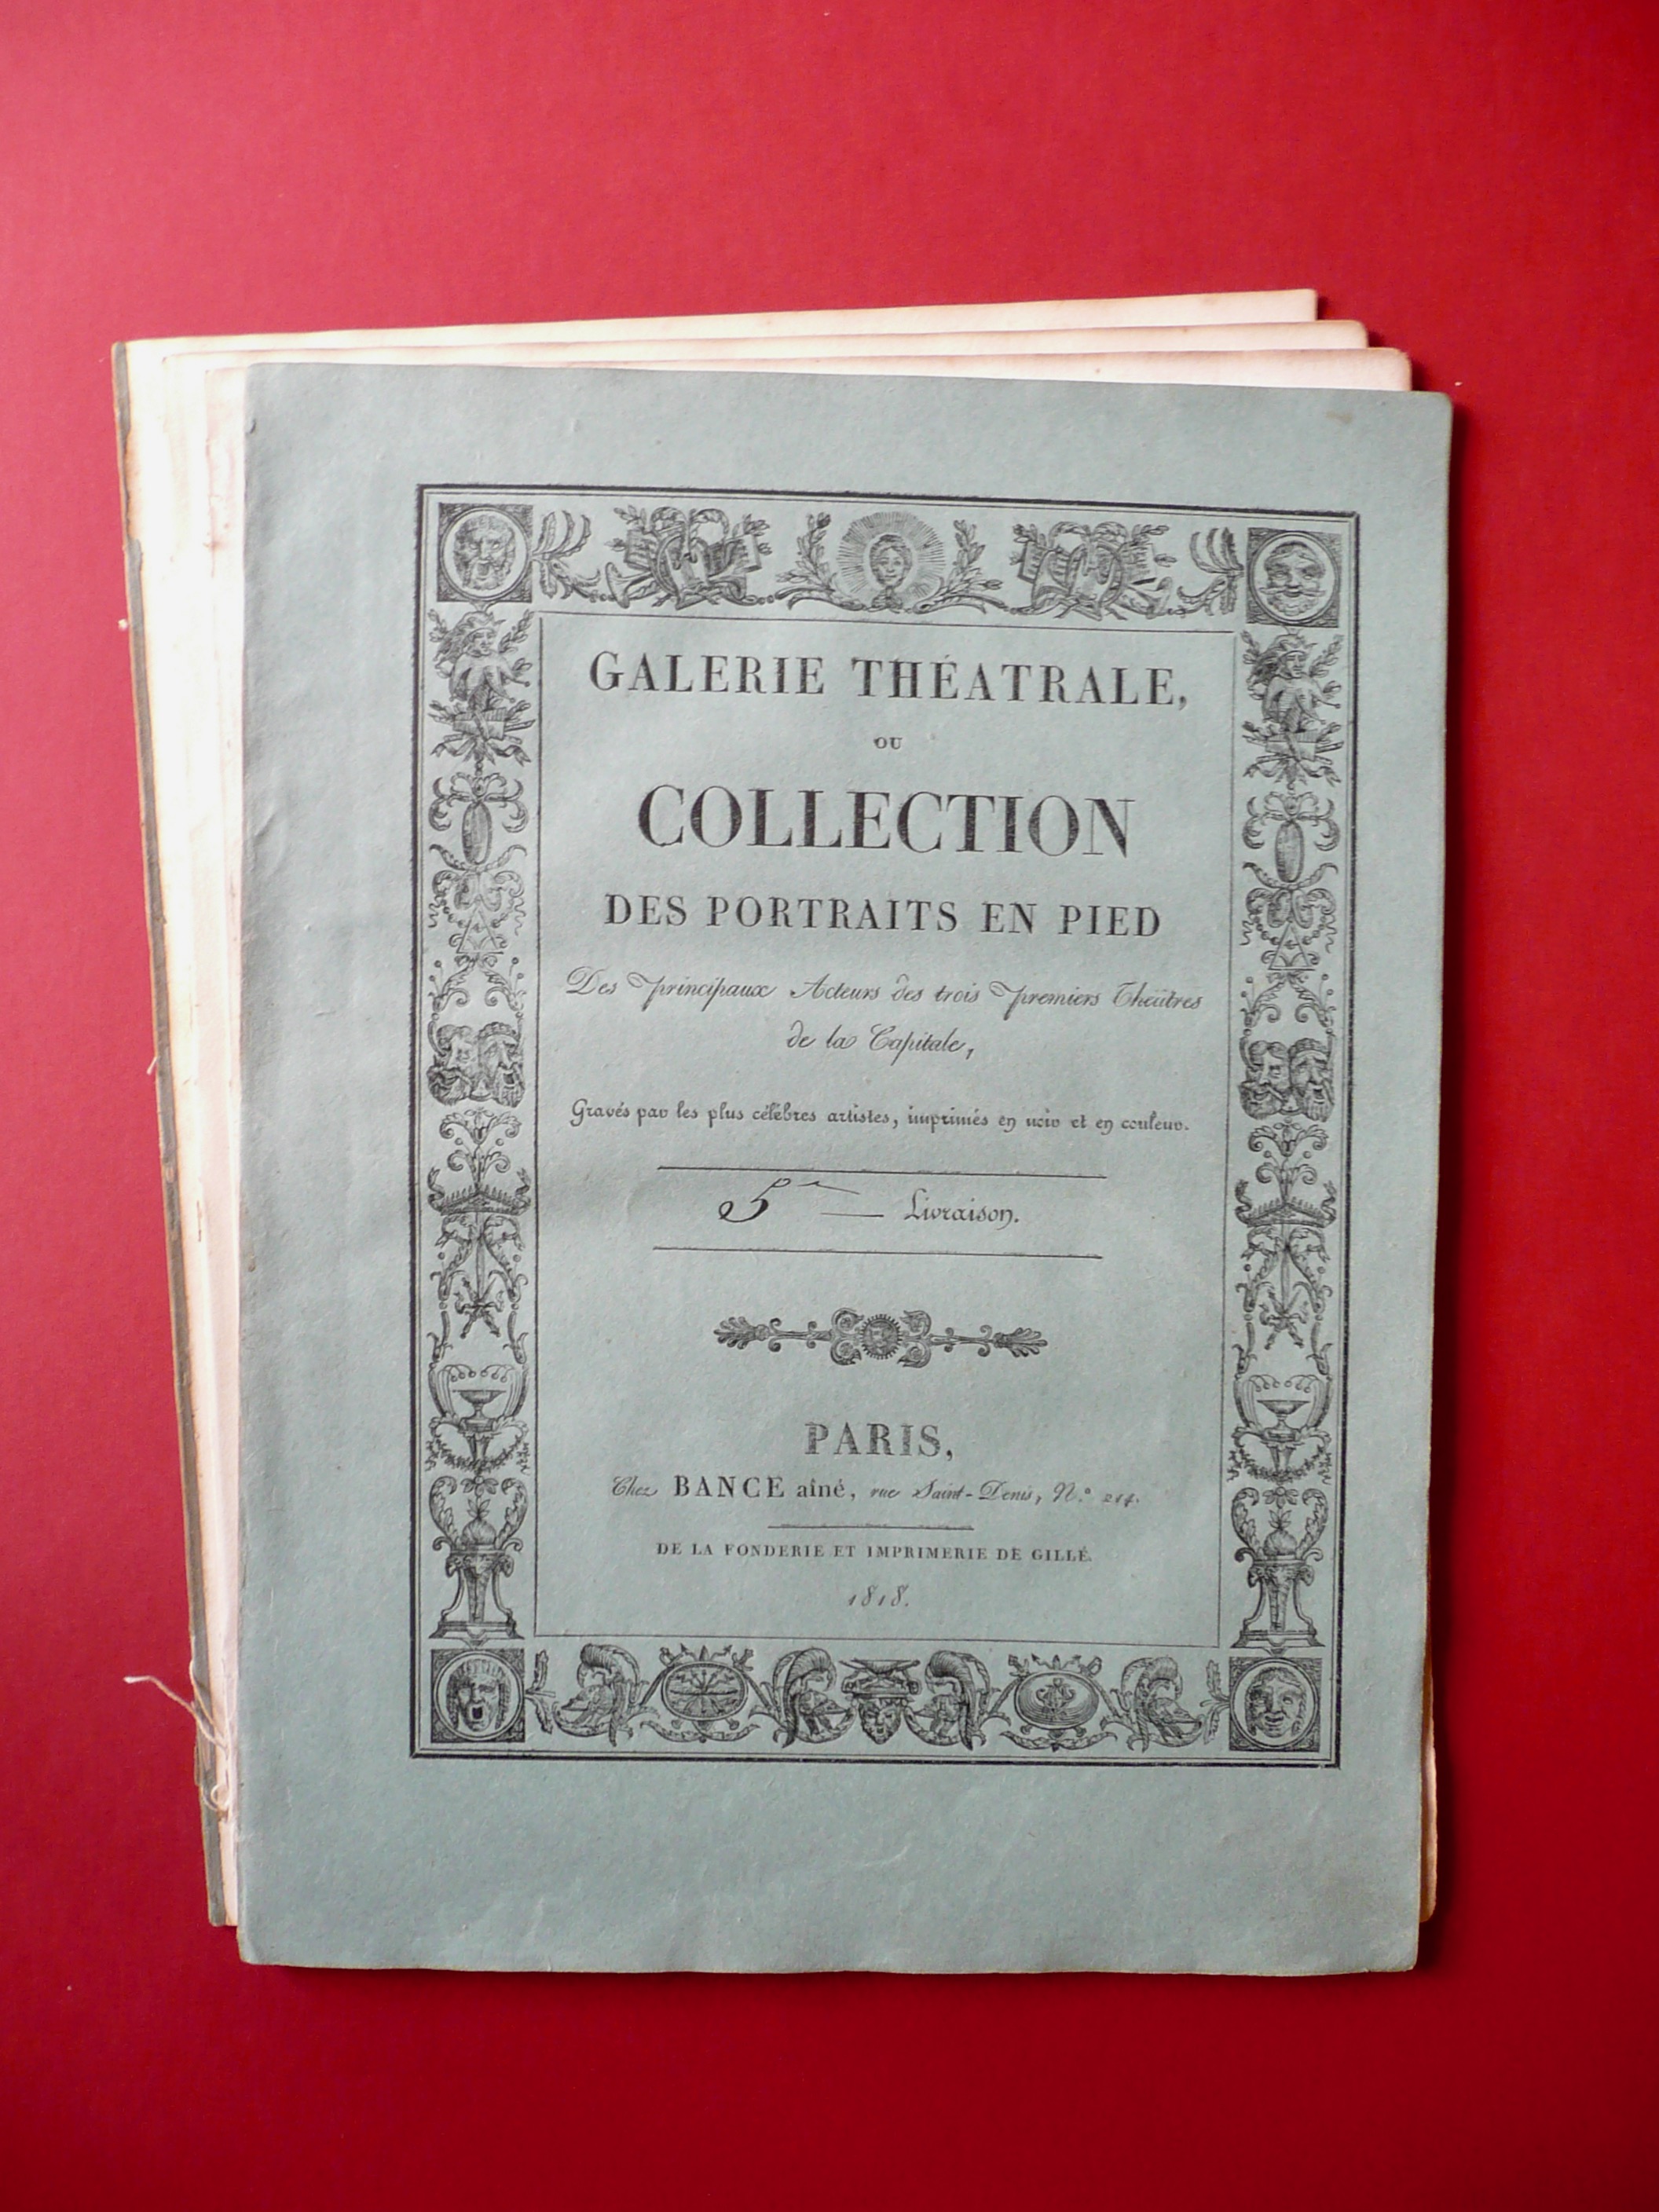 GALERIE THÉATRALE,
OU
COLLECTION
DES PORTRAITS EN PIED
Des principaux Acteurs des trois premiers Théâtres
de la Capitale,
Gravés par les plus célèbres artistes, imprimés en noir et en couleur.
5e Livraison.
PARIS,
Chez BANCE aîné, rue Saint-Denis, N.º 214.
DE LA FONDERIE ET IMPRIMERIE DE GILLÉ.
1818.